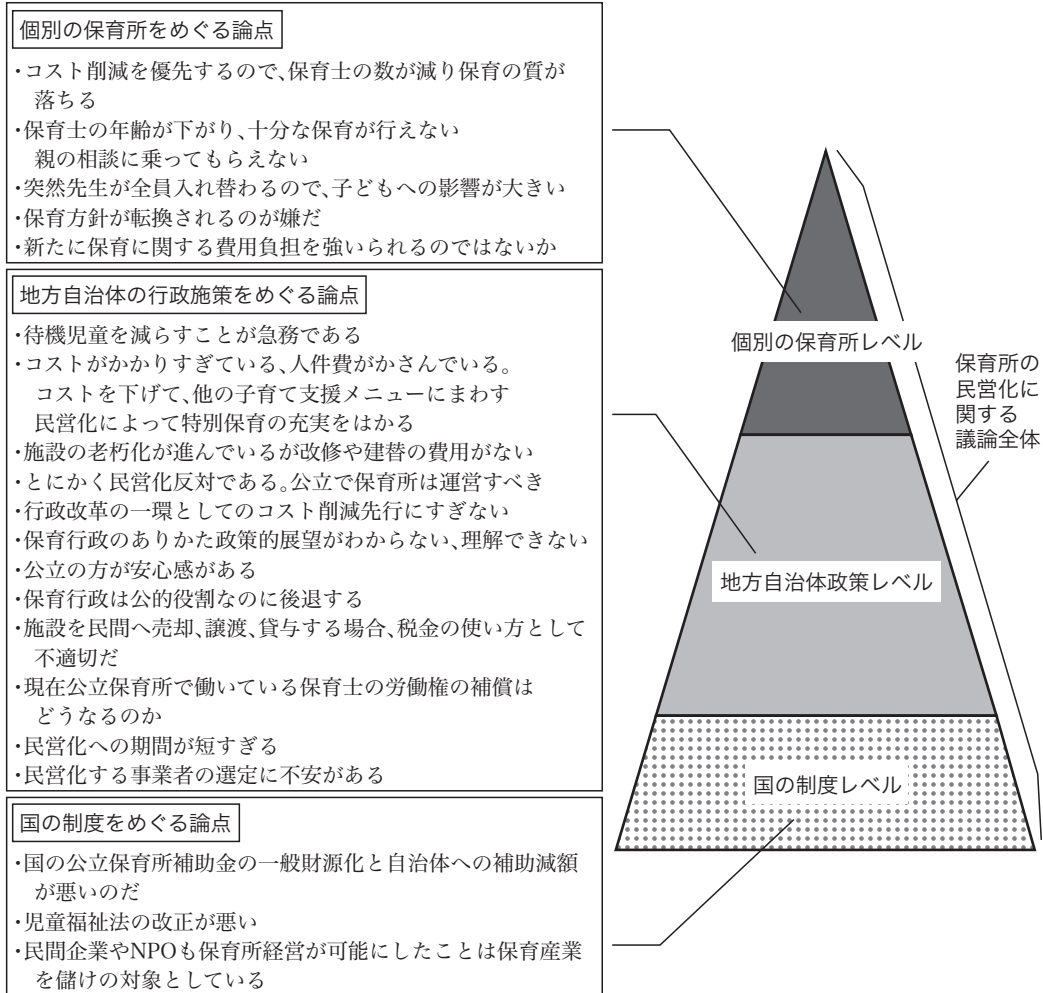 個別の保育所をめぐる論点
・コスト削減を優先するので、保育士の数が減り保育の質が
落ちる
・保育士の年齢が下がり、十分な保育が行えない
親の相談に乗ってもらえない
・突然先生が全員入れ替わるので、子どもへの影響が大きい
・保育方針が転換されるのが嫌だ
・新たに保育に関する費用負担を強いられるのではないか
地方自治体の行政施策をめぐる論点
・待機児童を減らすことが急務である
・コストがかかりすぎている、人件費がかさんでいる。
コストを下げて、他の子育て支援メニューにまわす
民営化によって特別保育の充実をはかる
・施設の老朽化が進んでいるが改修や建替の費用がない
・とにかく民営化反対である。公立で保育所は運営すべき
・行政改革の一環としてのコスト削減先行にすぎない
・保育行政のありかた政策的展望がわからない、理解できない
・公立の方が安心感がある
・保育行政は公的役割なのに後退する
・施設を民間へ売却、譲渡、貸与する場合、税金の使い方として
不適切だ
・現在公立保育所で働いている保育士の労働権の補償は
どうなるのか
・民営化への期間が短すぎる
・民営化する事業者の選定に不安がある
国の制度をめぐる論点
・国の公立保育所補助金の一般財源化と自治体への補助減額
が悪いのだ
・児童福祉法の改正が悪い
・民間企業やNPOも保育所経営が可能にしたことは保育産業
を儲けの対象としている
個別の保育所レベル
地方自治体政策レベル
国の制度レベル
保育所の
民営化に
関する
議論全体